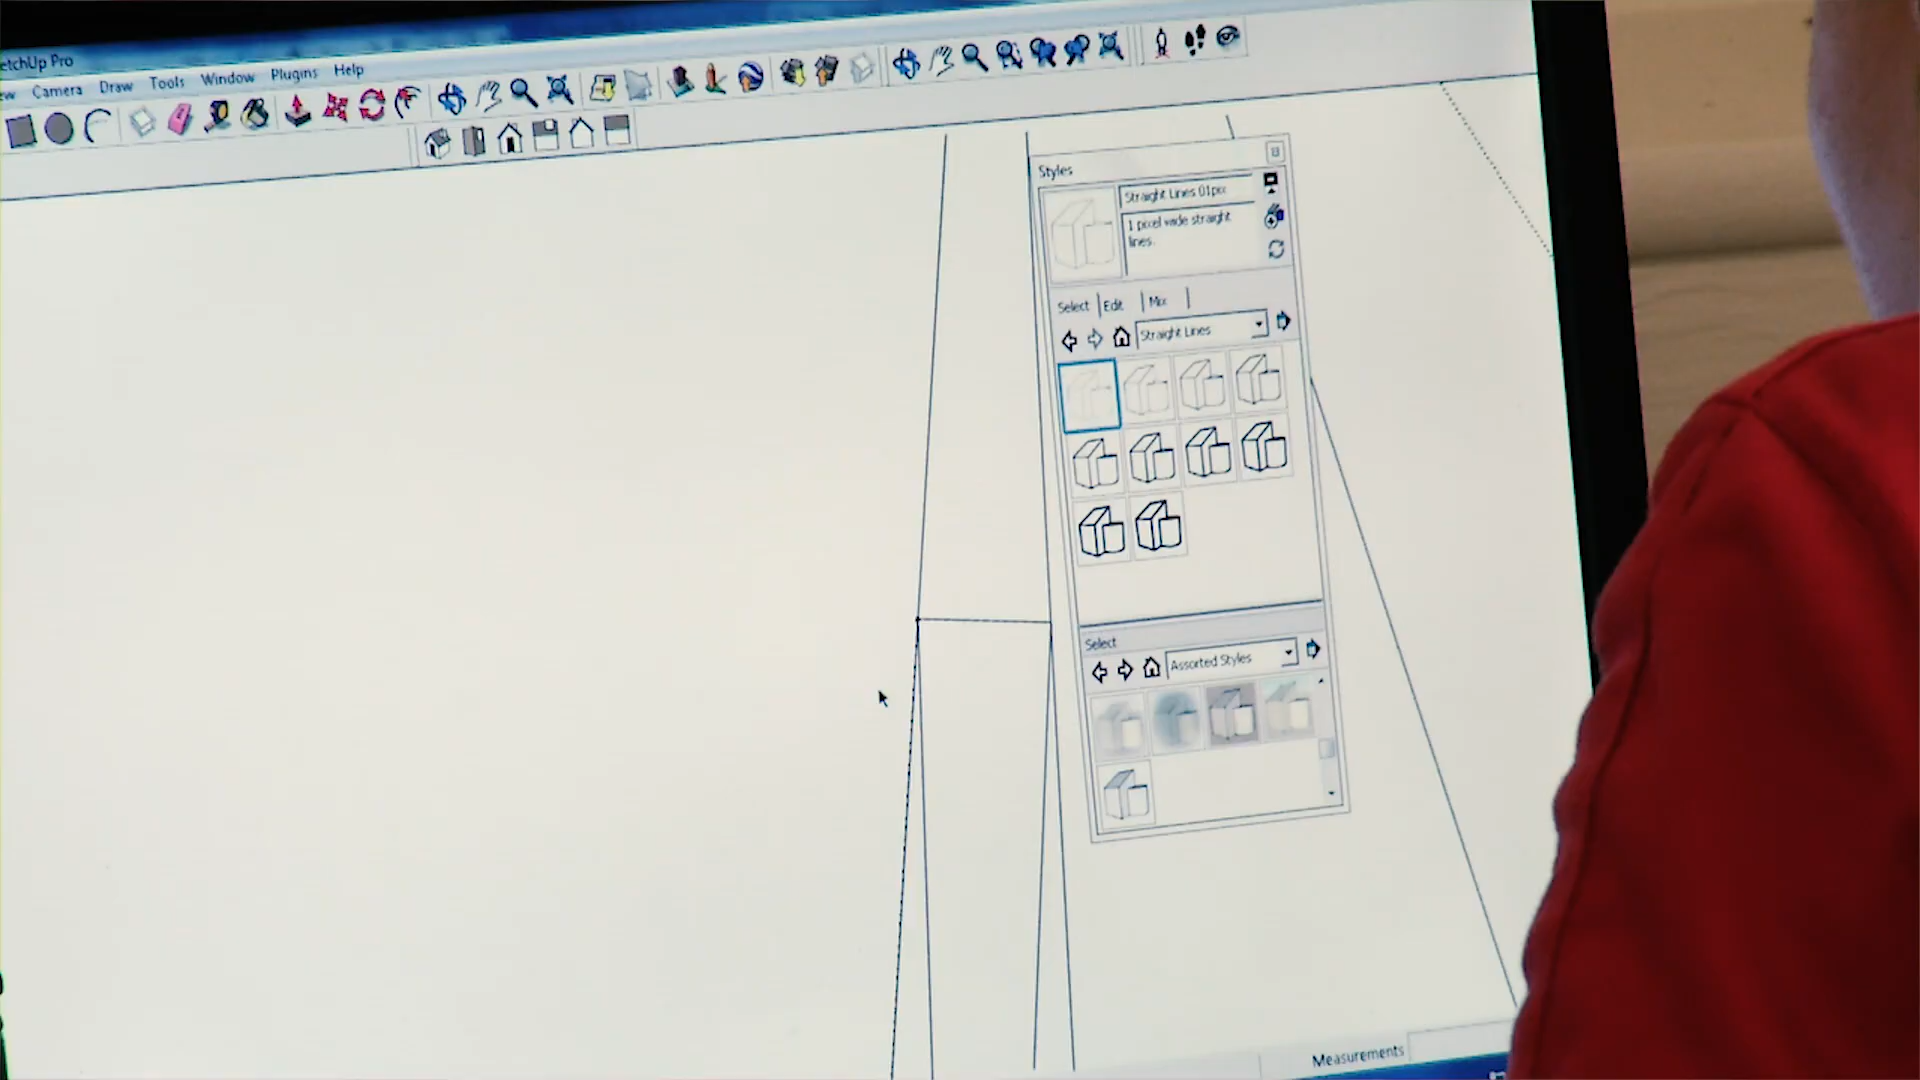 etchUp Pro
ew Camera Draw Tools Window Plugins Help
Styles
Straight Lines 01pix
1 pixel wide straight
lines.
Select Edit Mix
Straight Lines
Select
Assorted Styles
Measurements